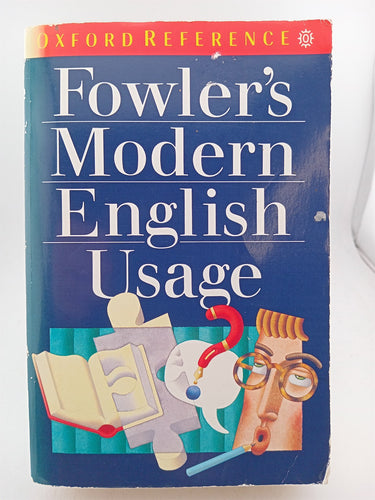 OXFORD REFERENCE
Fowler's
Modern
English
Usage